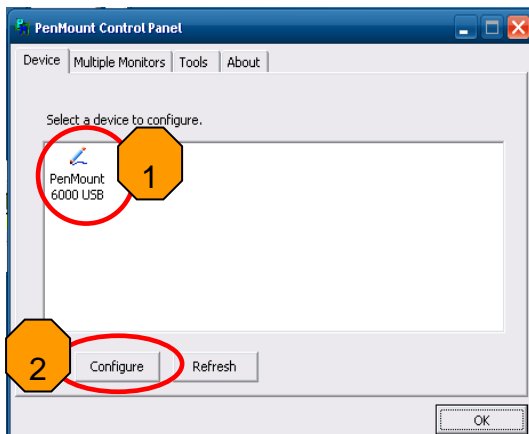 PenMount Control Panel
Device Multiple Monitors Tools About
Select a device to configure.
PenMount
6000 USB
1
2
Configure Refresh
OK